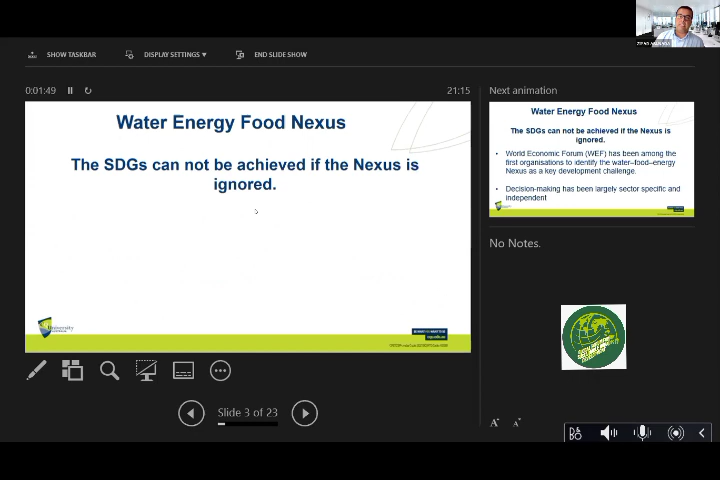 SHOW TASKBAR
DISPLAY SETTINGS ▼
END SLIDE SHOW
0:01:49
21:15
Water Energy Food Nexus
The SDGs can not be achieved if the Nexus is
ignored.
University
Next animation
Water Energy Food Nexus
The SDGs can not be achieved if the Nexus is
ignored.
• World Economic Forum (WEF) has been among the
first organisations to identify the water–food–energy
Nexus as a key development challenge.
• Decision-making has been largely sector specific and
independent
No Notes.
Slide 3 of 23
A
A
B&O